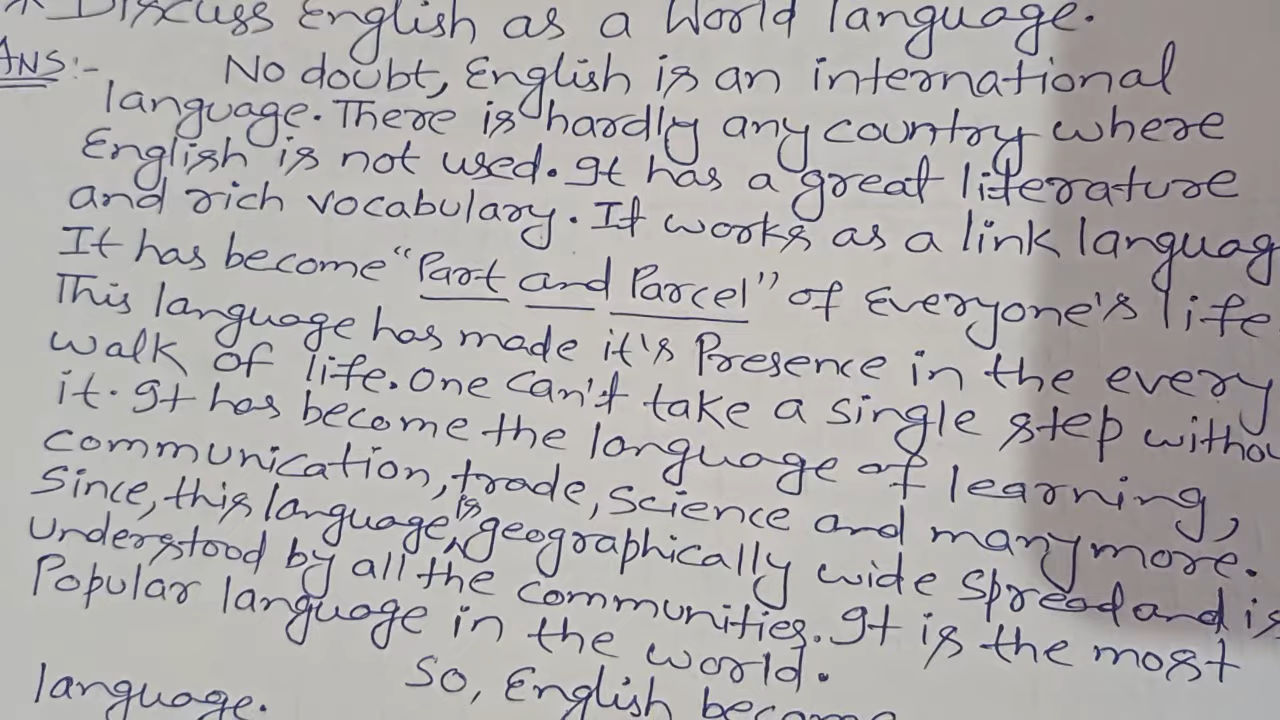 * Discuss English as a World language.
Ans:- No doubt, English is an international
language. There is hardly any country where
English is not used. It has a great literature
and rich vocabulary. It works as a link languag
It has become "Part and Parcel" of Everyone's life
This language has made it's Presence in the every
walk of life. One can't take a single step withou
it. It has become the language of learning,
communication, trade, science and many more.
Since, this language, is geographically wide spread and is
understood by all the communities. It is the most
Popular language in the world.
So, English become
language.